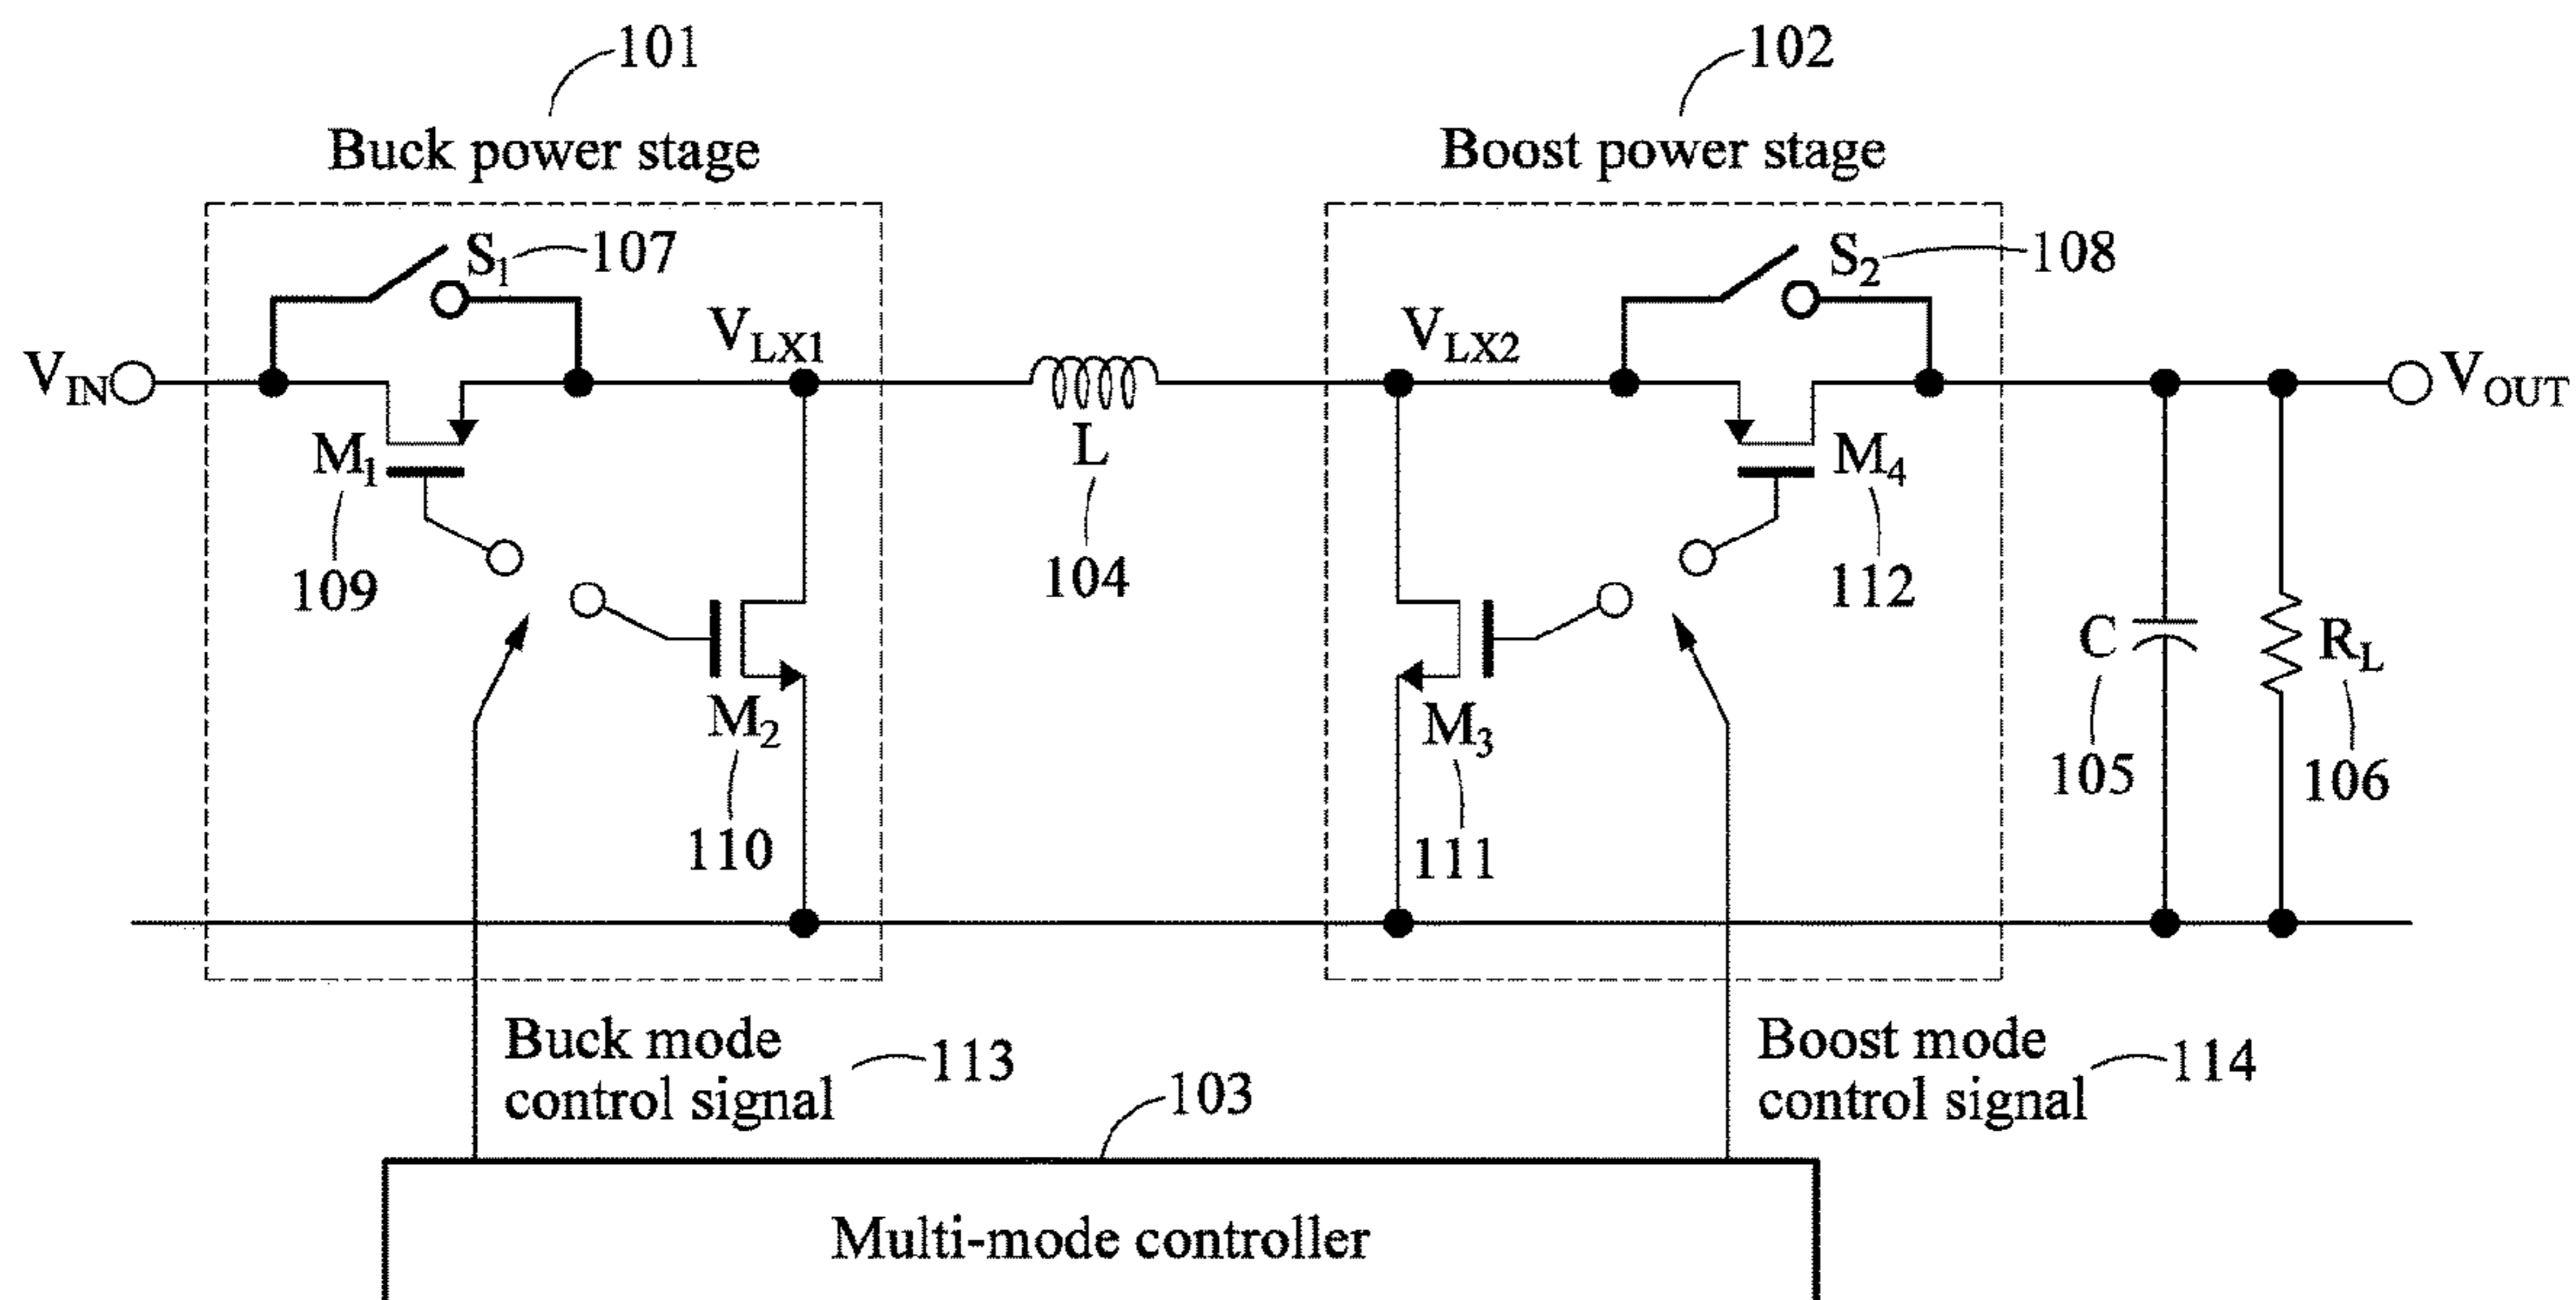 101
102
Buck power stage
Boost power stage
S1
107
S2
108
VIN
VLX1
VLX2
VOUT
M1
L
M4
109
104
112
M2
M3
C
RL
110
111
105
106
Buck mode
control signal
113
Boost mode
control signal
114
103
Multi-mode controller